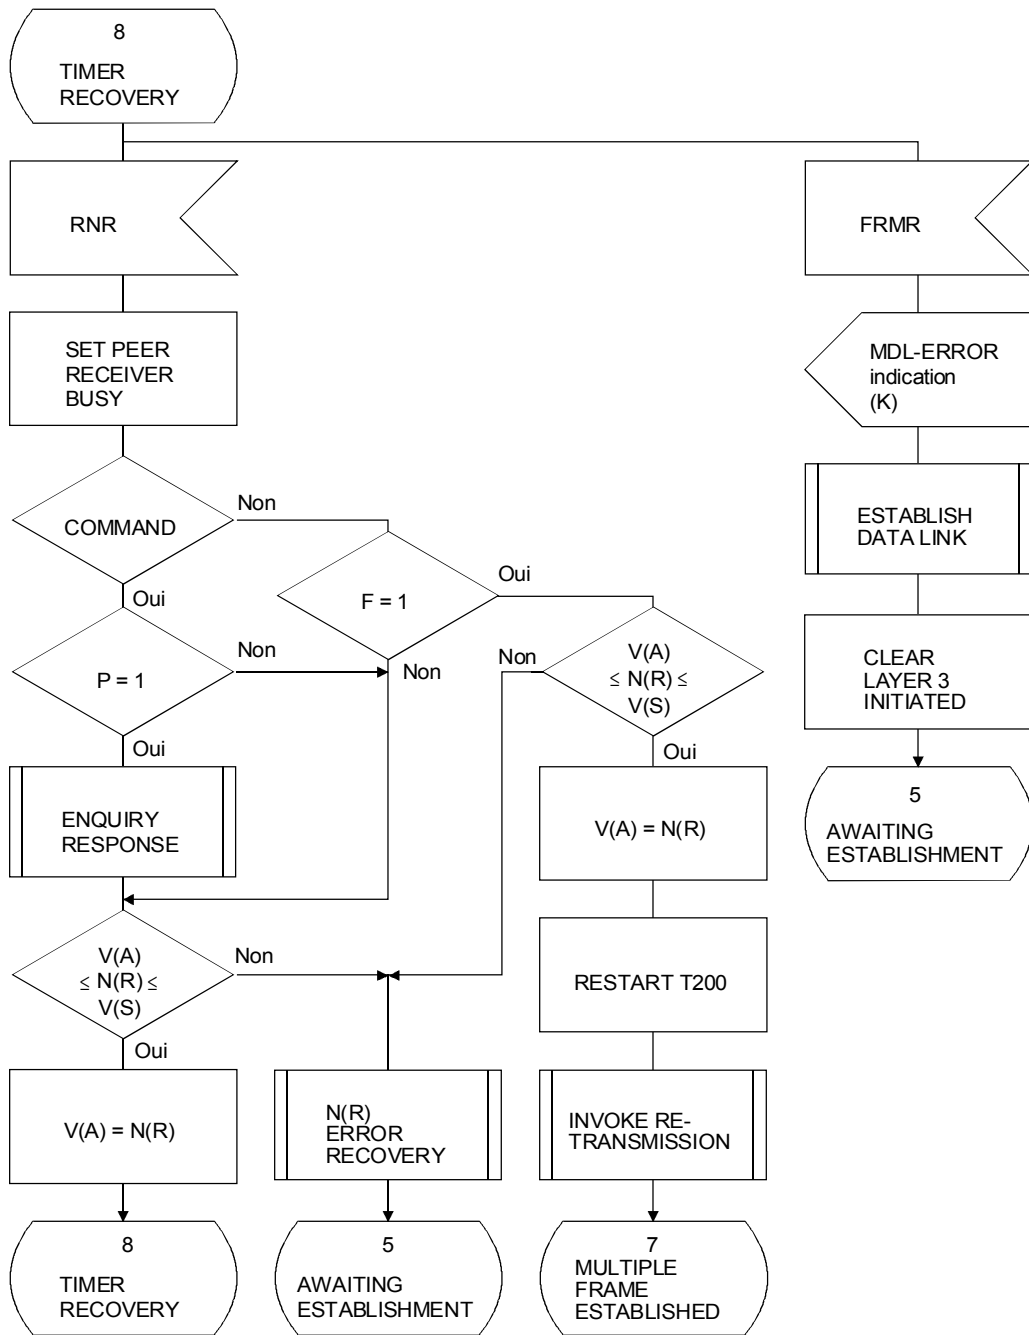 8
TIMER
RECOVERY
RNR
FRMR
SET PEER
RECEIVER
BUSY
MDL-ERROR
indication
(K)
COMMAND
Non
Oui
F = 1
Oui
Non
ESTABLISH
DATA LINK
P = 1
Non
Oui
V(A)
≤ N(R) ≤
V(S)
Non
Oui
CLEAR
LAYER 3
INITIATED
ENQUIRY
RESPONSE
V(A) = N(R)
5
AWAITING
ESTABLISHMENT
V(A)
≤ N(R) ≤
V(S)
Non
Oui
RESTART T200
V(A) = N(R)
N(R)
ERROR
RECOVERY
INVOKE RE-
TRANSMISSION
8
TIMER
RECOVERY
5
AWAITING
ESTABLISHMENT
7
MULTIPLE
FRAME
ESTABLISHED